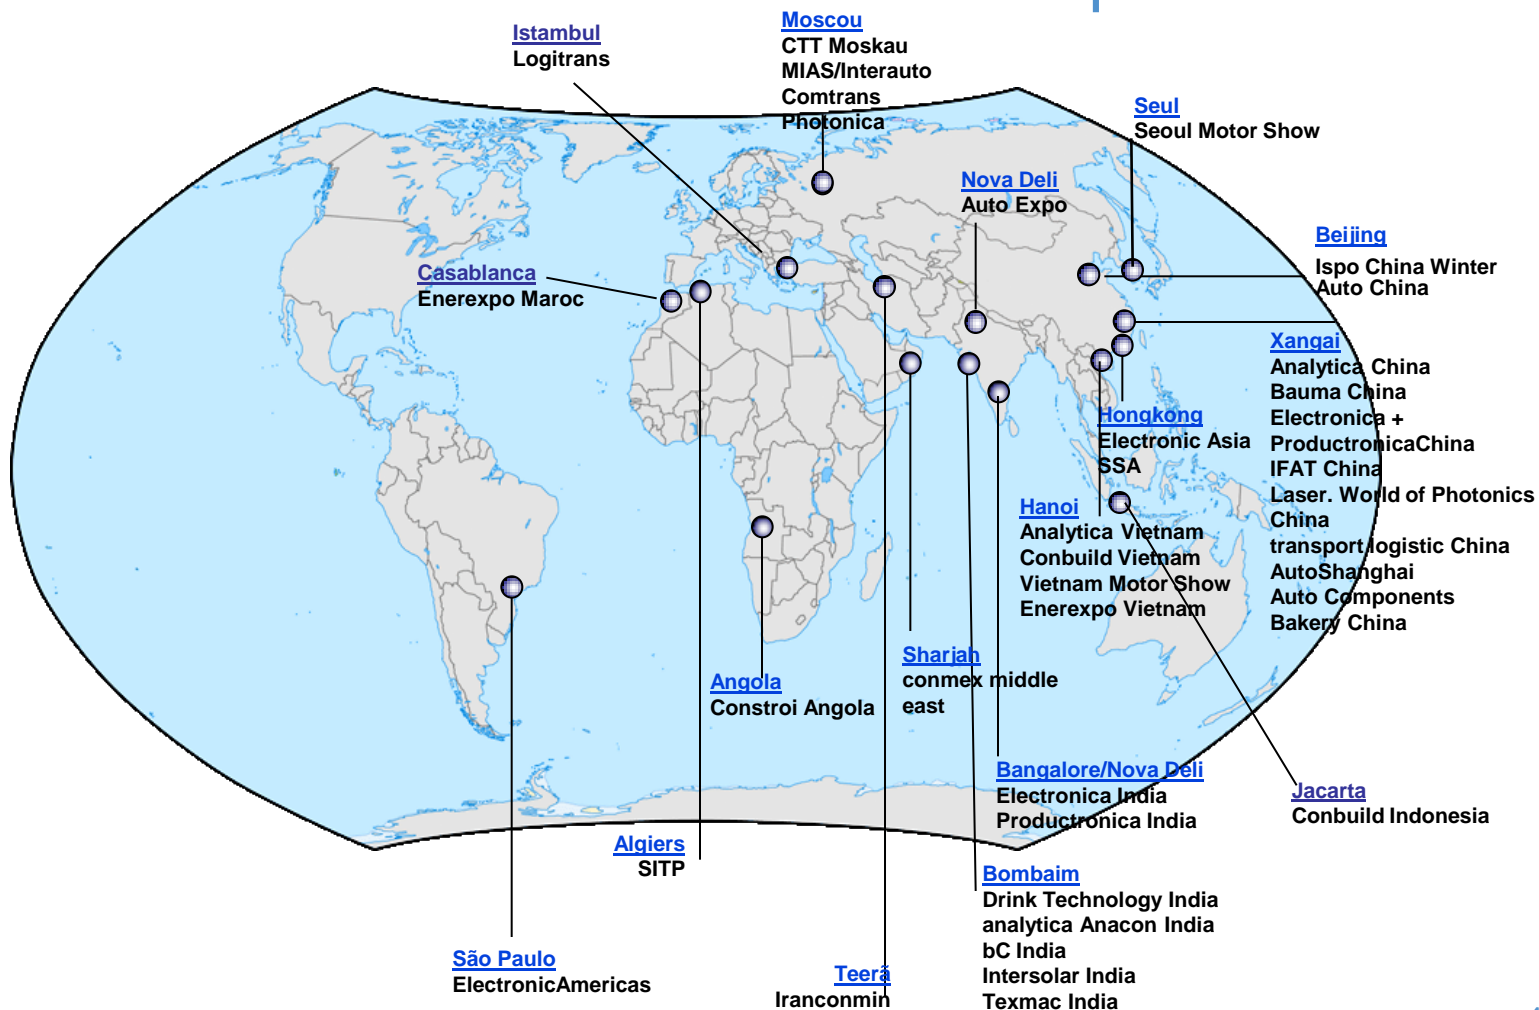 Moscou
CTT Moskau
MIAS/Interauto
Comtrans
Photonica
Istambul
Logitrans
Seul
Seoul Motor Show
Nova Deli
Auto Expo
Beijing
Ispo China Winter
Auto China
Casablanca
Enerexpo Maroc
Xangai
Analytica China
Bauma China
Electronica +
ProductronicaChina
IFAT China
Laser. World of Photonics
China
transport logistic China
AutoShanghai
Auto Components
Bakery China
Hongkong
Electronic Asia
SSA
Hanoi
Analytica Vietnam
Conbuild Vietnam
Vietnam Motor Show
Enerexpo Vietnam
Sharjah
conmex middle
east
Angola
Constroi Angola
Bangalore/Nova Deli
Electronica India
Productronica India
Jacarta
Conbuild Indonesia
Algiers
SITP
Bombaim
Drink Technology India
analytica Anacon India
bC India
Intersolar India
Texmac India
São Paulo
ElectronicAmericas
Teerã
Iranconmin